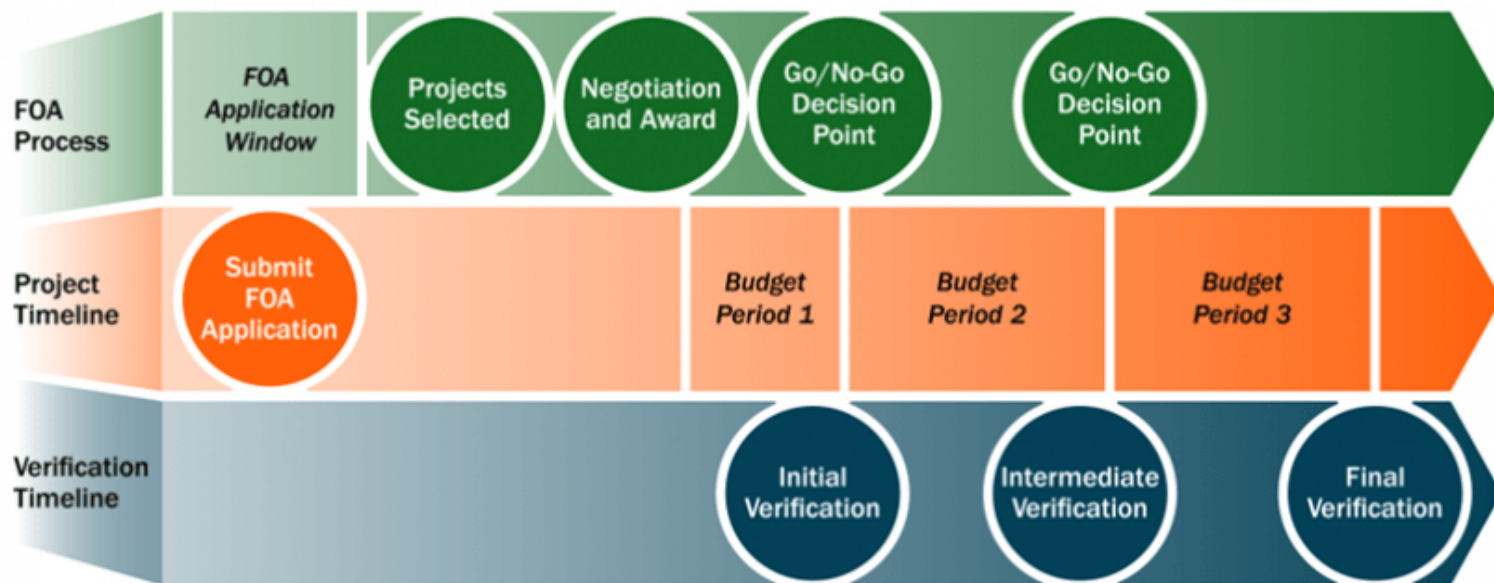 FOA
Process
FOA
Application
Window
Projects
Selected
Negotiation
and Award
Go/No-Go
Decision
Point
Go/No-Go
Decision
Point
Project
Timeline
Submit
FOA
Application
Budget
Period 1
Budget
Period 2
Budget
Period 3
Verification
Timeline
Initial
Verification
Intermediate
Verification
Final
Verification